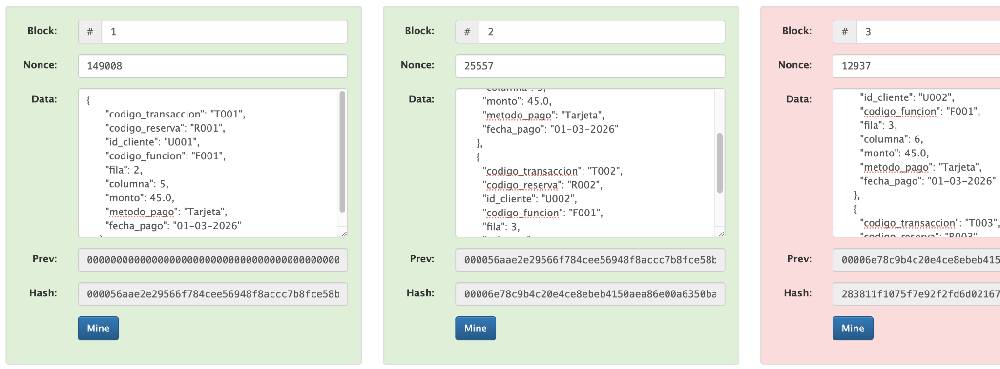 Block: # 1
Nonce: 149008
Data: {
"codigo_transaccion": "T001",
"codigo_reserva": "R001",
"id_cliente": "U001",
"codigo_funcion": "F001",
"fila": 2,
"columna": 5,
"monto": 45.0,
"metodo_pago": "Tarjeta",
"fecha_pago": "01-03-2026"
Prev: 0000000000000000000000000000000000000000000
Hash: 000056aae2e29566f784cee56948f8accc7b8fce58b
Mine
Block: # 2
Nonce: 25557
Data:
"monto": 45.0,
"metodo_pago": "Tarjeta",
"fecha_pago": "01-03-2026"
},
{
"codigo_transaccion": "T002",
"codigo_reserva": "R002",
"id_cliente": "U002",
"codigo_funcion": "F001",
"fila": 3,
Prev: 000056aae2e29566f784cee56948f8accc7b8fce58b
Hash: 00006e78c9b4c20e4ce8ebeb4150aea86e00a6350ba
Mine
Block: # 3
Nonce: 12937
Data: "id_cliente": "U002",
"codigo_funcion": "F001",
"fila": 3,
"columna": 6,
"monto": 45.0,
"metodo_pago": "Tarjeta",
"fecha_pago": "01-03-2026"
},
{
"codigo_transaccion": "T003",
"codigo_reserva": "R003"
Prev: 00006e78c9b4c20e4ce8ebeb415
Hash: 283811f1075f7e92f2fd6d02167
Mine